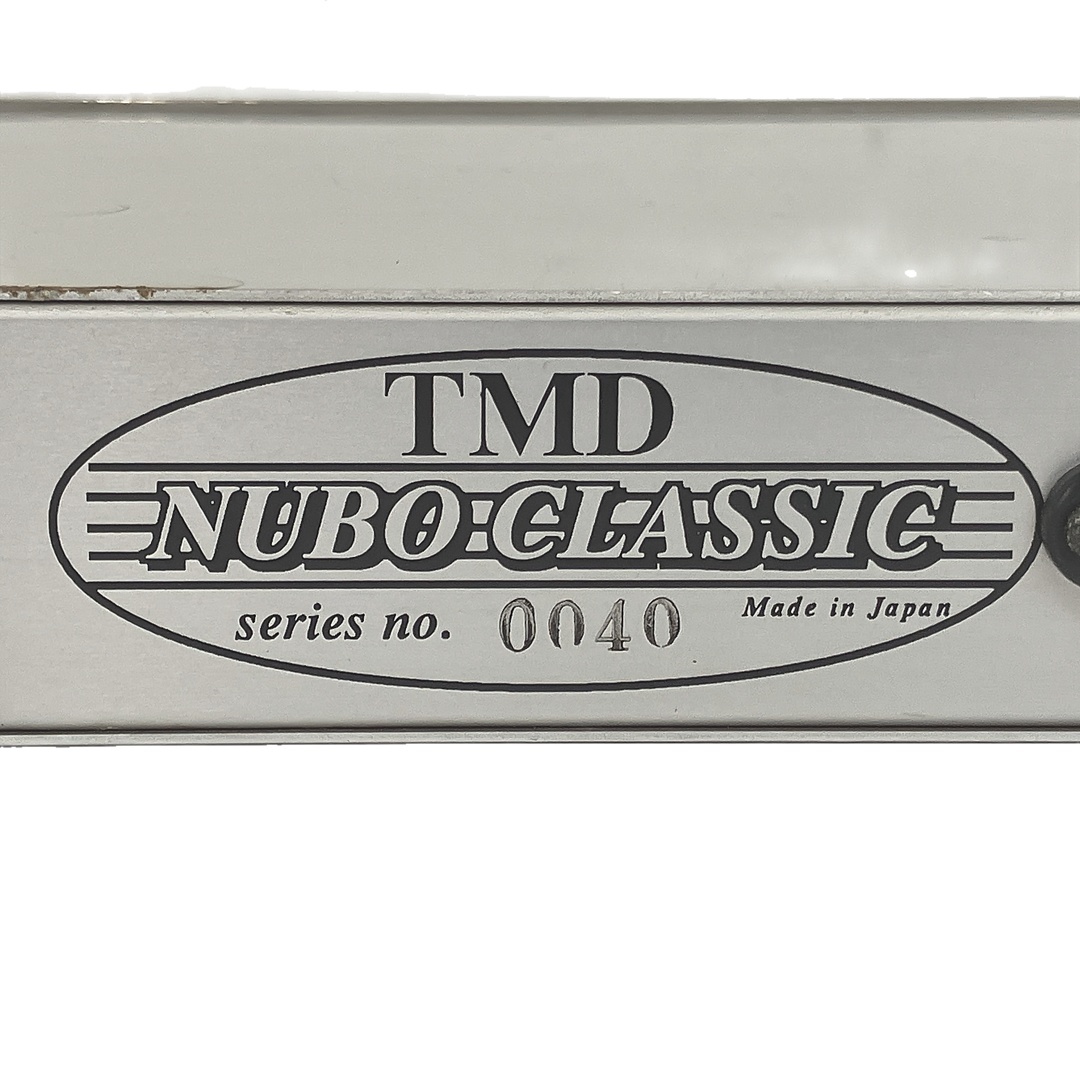 TMD
NUBO CLASSIC
series no. 0040
Made in Japan